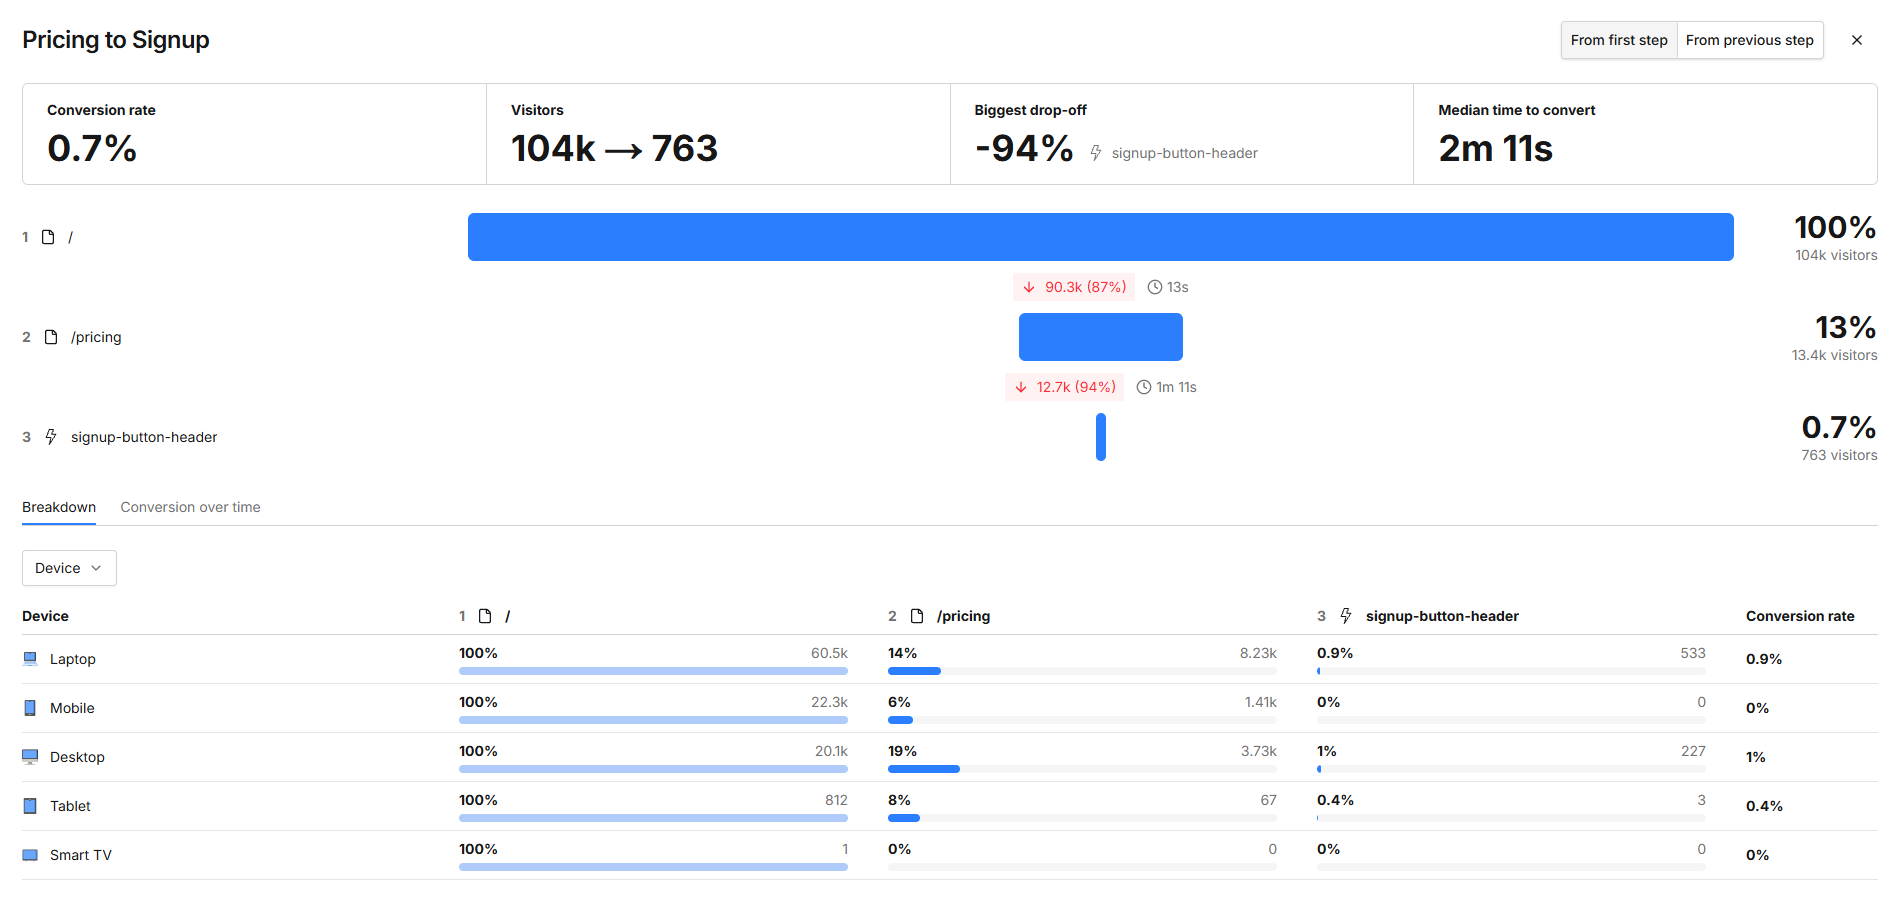 Pricing to Signup
From first step From previous step
Conversion rate Visitors Biggest drop-off Median time to convert
0.7% 104k → 763 -94% signup-button-header 2m 11s
1 / 100%
104k visitors
90.3k (87%) 13s
2 /pricing 13%
13.4k visitors
12.7k (94%) 1m 11s
3 signup-button-header 0.7%
763 visitors
Breakdown Conversion over time
Device
Device 1 / 2 /pricing 3 signup-button-header Conversion rate
Laptop 100% 60.5k 14% 8.23k 0.9% 533 0.9%
Mobile 100% 22.3k 6% 1.41k 0% 0 0%
Desktop 100% 20.1k 19% 3.73k 1% 227 1%
Tablet 100% 812 8% 67 0.4% 3 0.4%
Smart TV 100% 1 0% 0 0% 0 0%